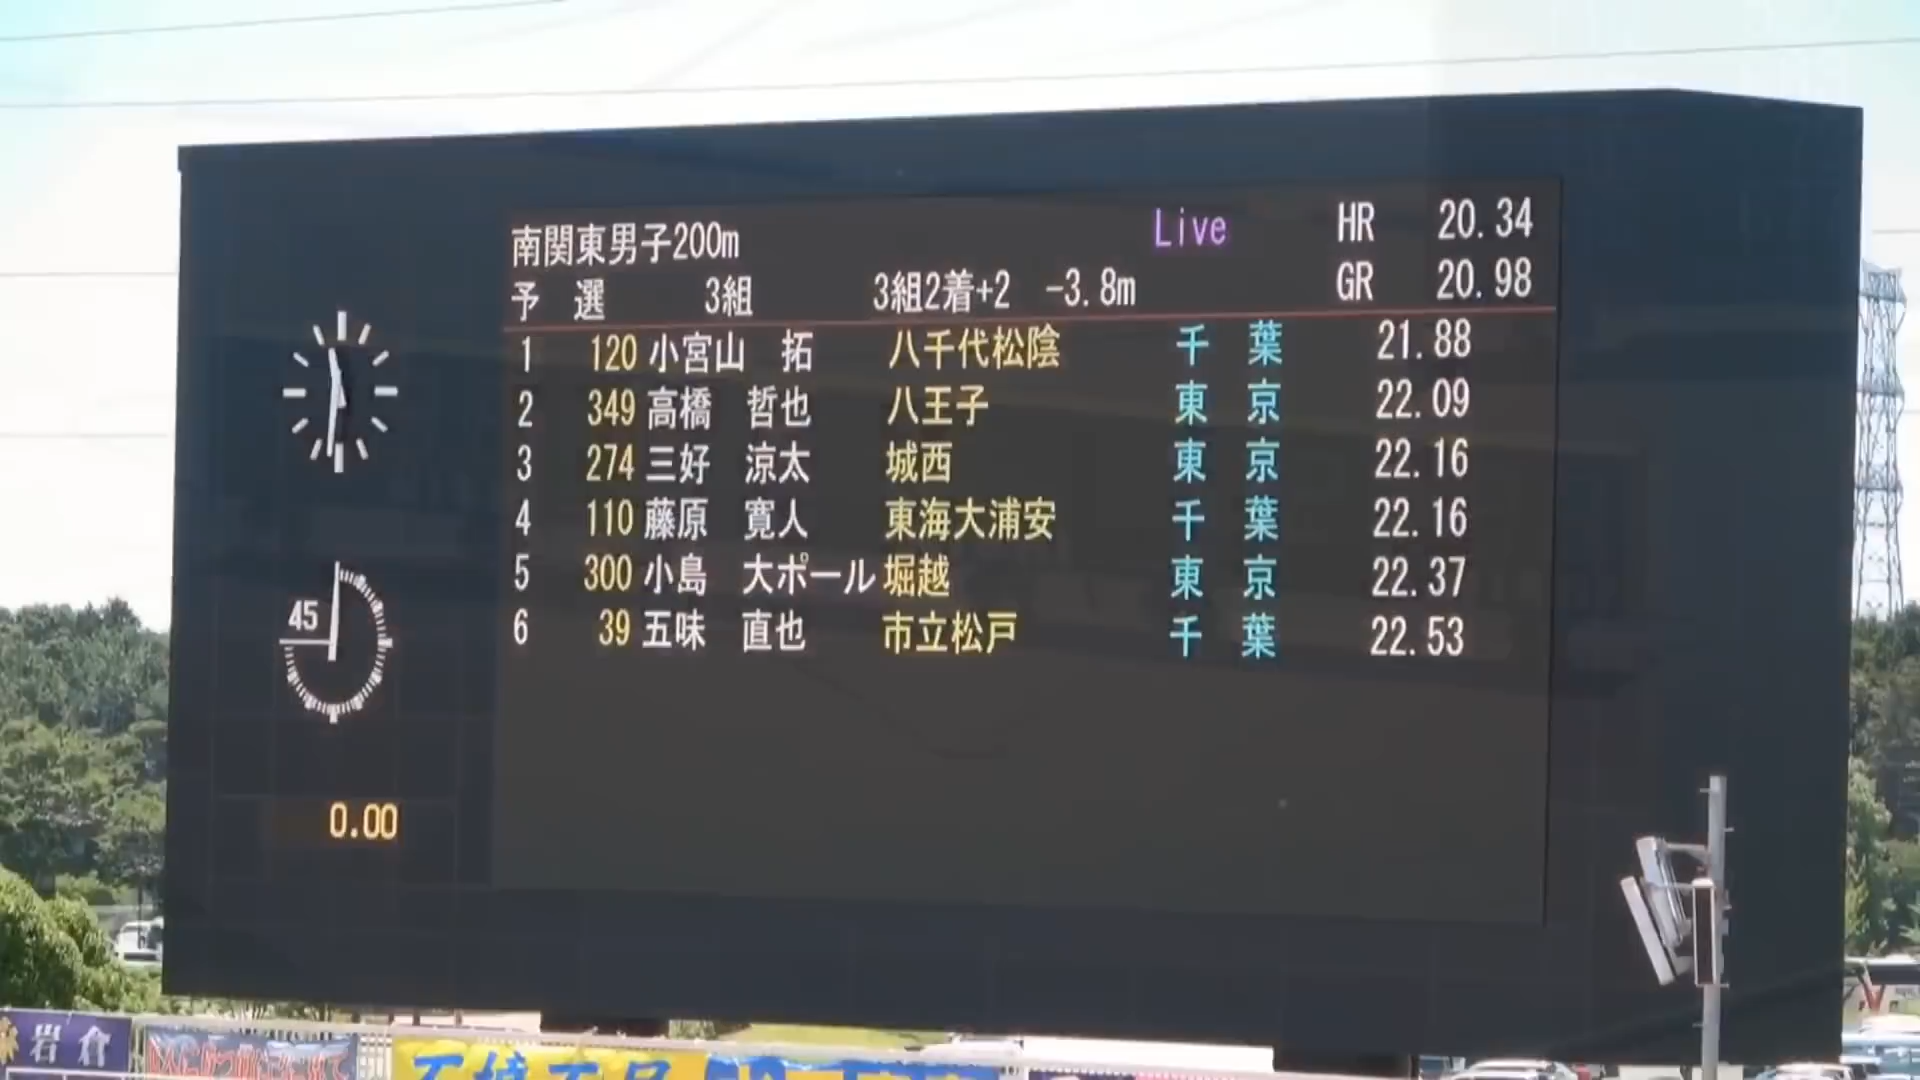 南関東男子200m Live HR 20.34
予 選 3組 3組2着+2 -3.8m GR 20.98
1 120 小宮山 拓 八千代松陰 千 葉 21.88
2 349 高橋 哲也 八王子 東 京 22.09
3 274 三好 涼太 城西 東 京 22.16
4 110 藤原 寛人 東海大浦安 千 葉 22.16
5 300 小島 大ポール 堀越 東 京 22.37
6 39 五味 直也 市立松戸 千 葉 22.53
45
0.00
岩倉